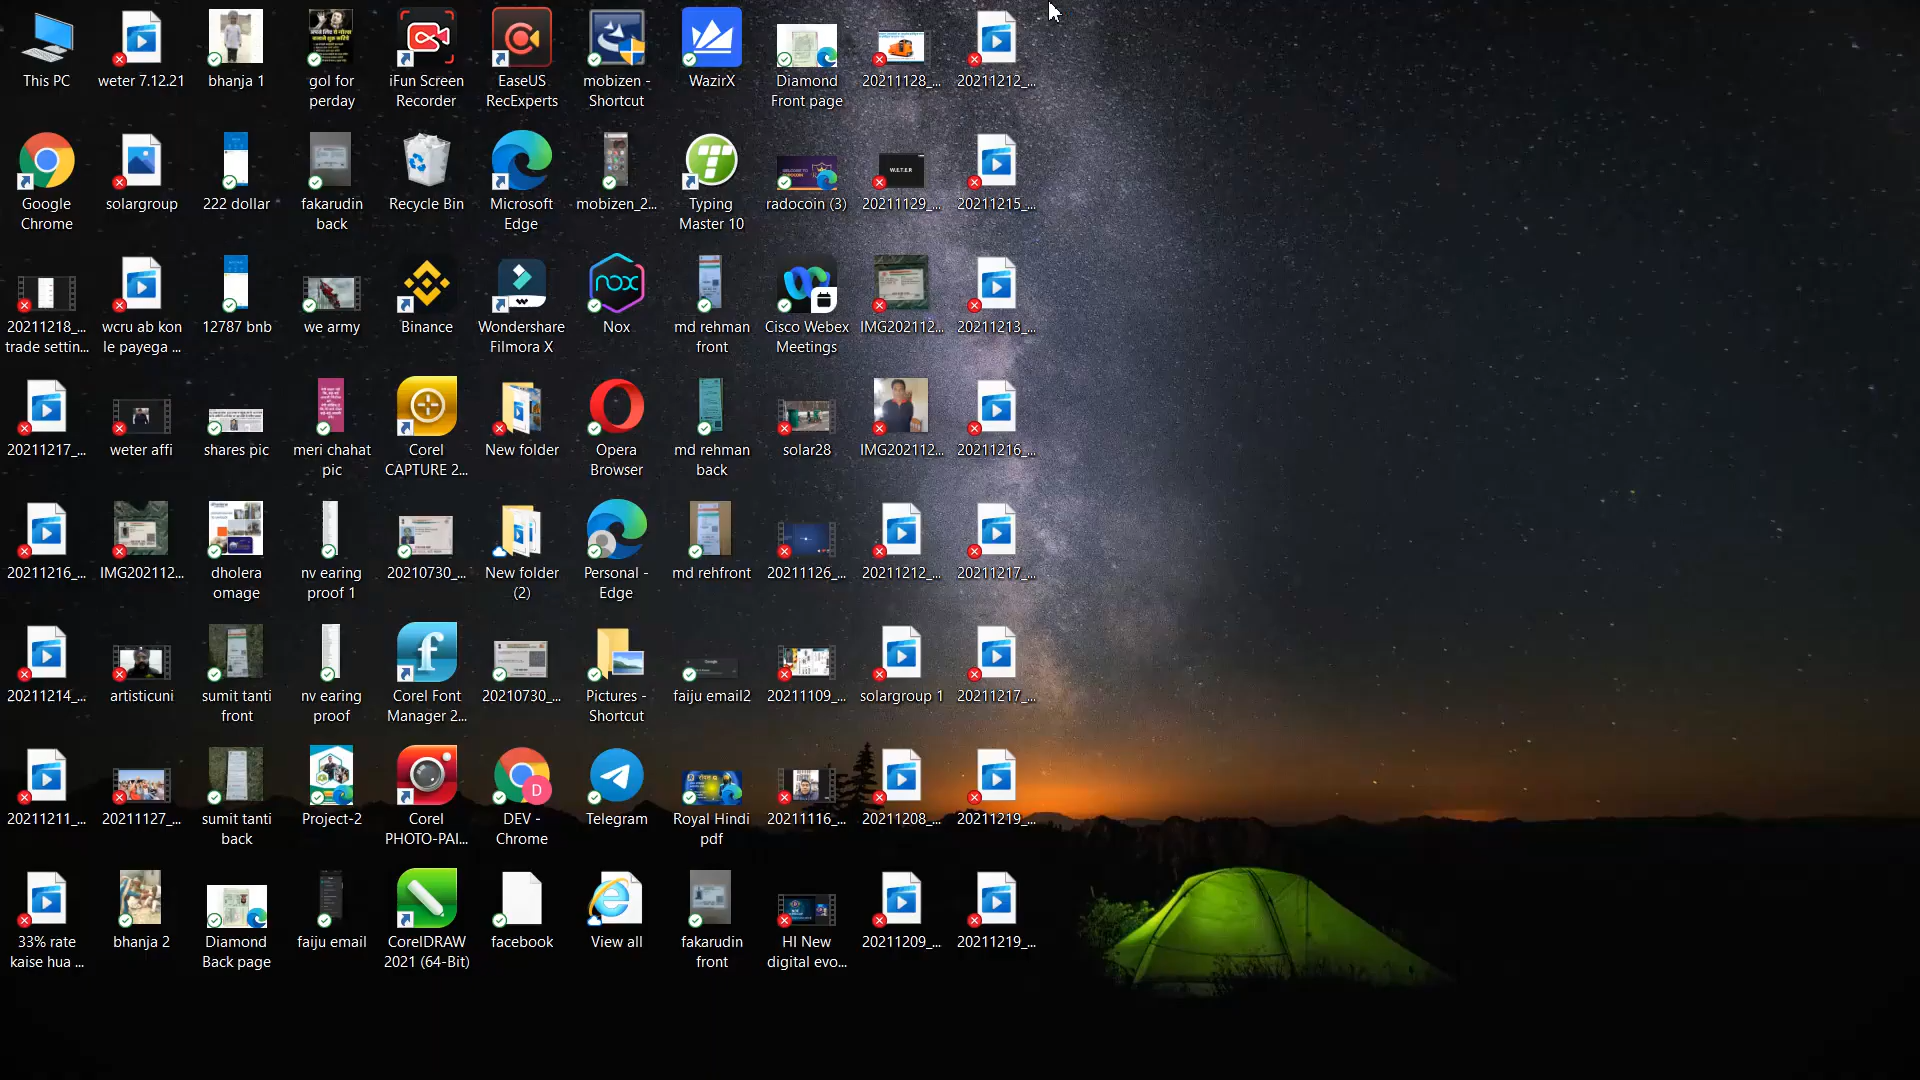 This PC
weter 7.12.21
bhanja 1
gol for
perday
iFun Screen
Recorder
EaseUS
RecExperts
mobizen -
Shortcut
WazirX
Diamond
Front page
20211128_...
20211212_...
Google
Chrome
solargroup
222 dollar
fakarudin
back
Recycle Bin
Microsoft
Edge
mobizen_2...
Typing
Master 10
radocoin (3)
W.E.T.E.R
20211129_...
20211215_...
20211218_...
trade settin...
wcru ab kon
le payega ...
12787 bnb
we army
Binance
Wondershare
Filmora X
nox
Nox
md rehman
front
Cisco Webex
Meetings
IMG202112...
20211213_...
20211217_...
weter affi
shares pic
meri chahat
pic
Corel
CAPTURE 2...
New folder
Opera
Browser
md rehman
back
solar28
IMG202112...
20211216_...
20211216_...
IMG202112...
dholera
omage
nv earing
proof 1
20210730_...
New folder
(2)
Personal -
Edge
md rehfront
20211126_...
20211212_...
20211217_...
20211214_...
artisticuni
sumit tanti
front
nv earing
proof
Corel Font
Manager 2...
20210730_...
Pictures -
Shortcut
faiju email2
20211109_...
solargroup 1
20211217_...
20211211_...
20211127_...
sumit tanti
back
Project-2
Corel
PHOTO-PAI...
D
DEV -
Chrome
Telegram
Royal Hindi
pdf
20211116_...
20211208_...
20211219_...
33% rate
kaise hua ...
bhanja 2
Diamond
Back page
faiju email
CorelDRAW
2021 (64-Bit)
facebook
View all
fakarudin
front
HI New
digital evo...
20211209_...
20211219_...